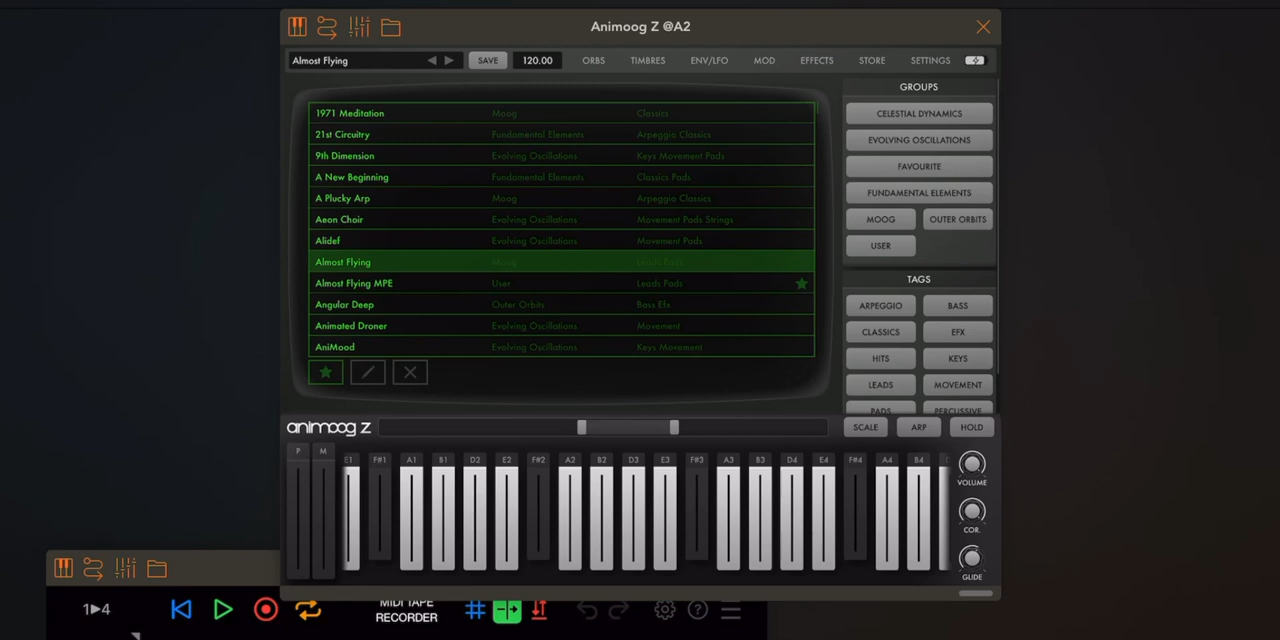 Animoog Z @A2
Almost Flying SAVE 120.00 ORBS TIMBRES ENV/LFO MOD EFFECTS STORE SETTINGS
1971 Meditation Moog Classics
21st Circuitry Fundamental Elements Arpeggio Classics
9th Dimension Evolving Oscillations Keys Movement Pads
A New Beginning Fundamental Elements Classics Pads
A Plucky Arp Moog Arpeggio Classics
Aeon Choir Evolving Oscillations Movement Pads Strings
Alidef Evolving Oscillations Movement Pads
Almost Flying Moog Leads Pads
Almost Flying MPE User Leads Pads
Angular Deep Outer Orbits Bass Efx
Animated Droner Evolving Oscillations Movement
AniMood Evolving Oscillations Keys Movement
GROUPS
CELESTIAL DYNAMICS
EVOLVING OSCILLATIONS
FAVOURITE
FUNDAMENTAL ELEMENTS
MOOG OUTER ORBITS
USER
TAGS
ARPEGGIO BASS
CLASSICS EFX
HITS KEYS
LEADS MOVEMENT
PADS PERCUSSIVE
animoog z SCALE ARP HOLD
P M E1 F#1 A1 B1 D2 E2 F#2 A2 B2 D3 E3 F#3 A3 B3 D4 E4 F#4 A4 B4
VOLUME
COR.
GLIDE
1▶4 MIDI TAPE
RECORDER